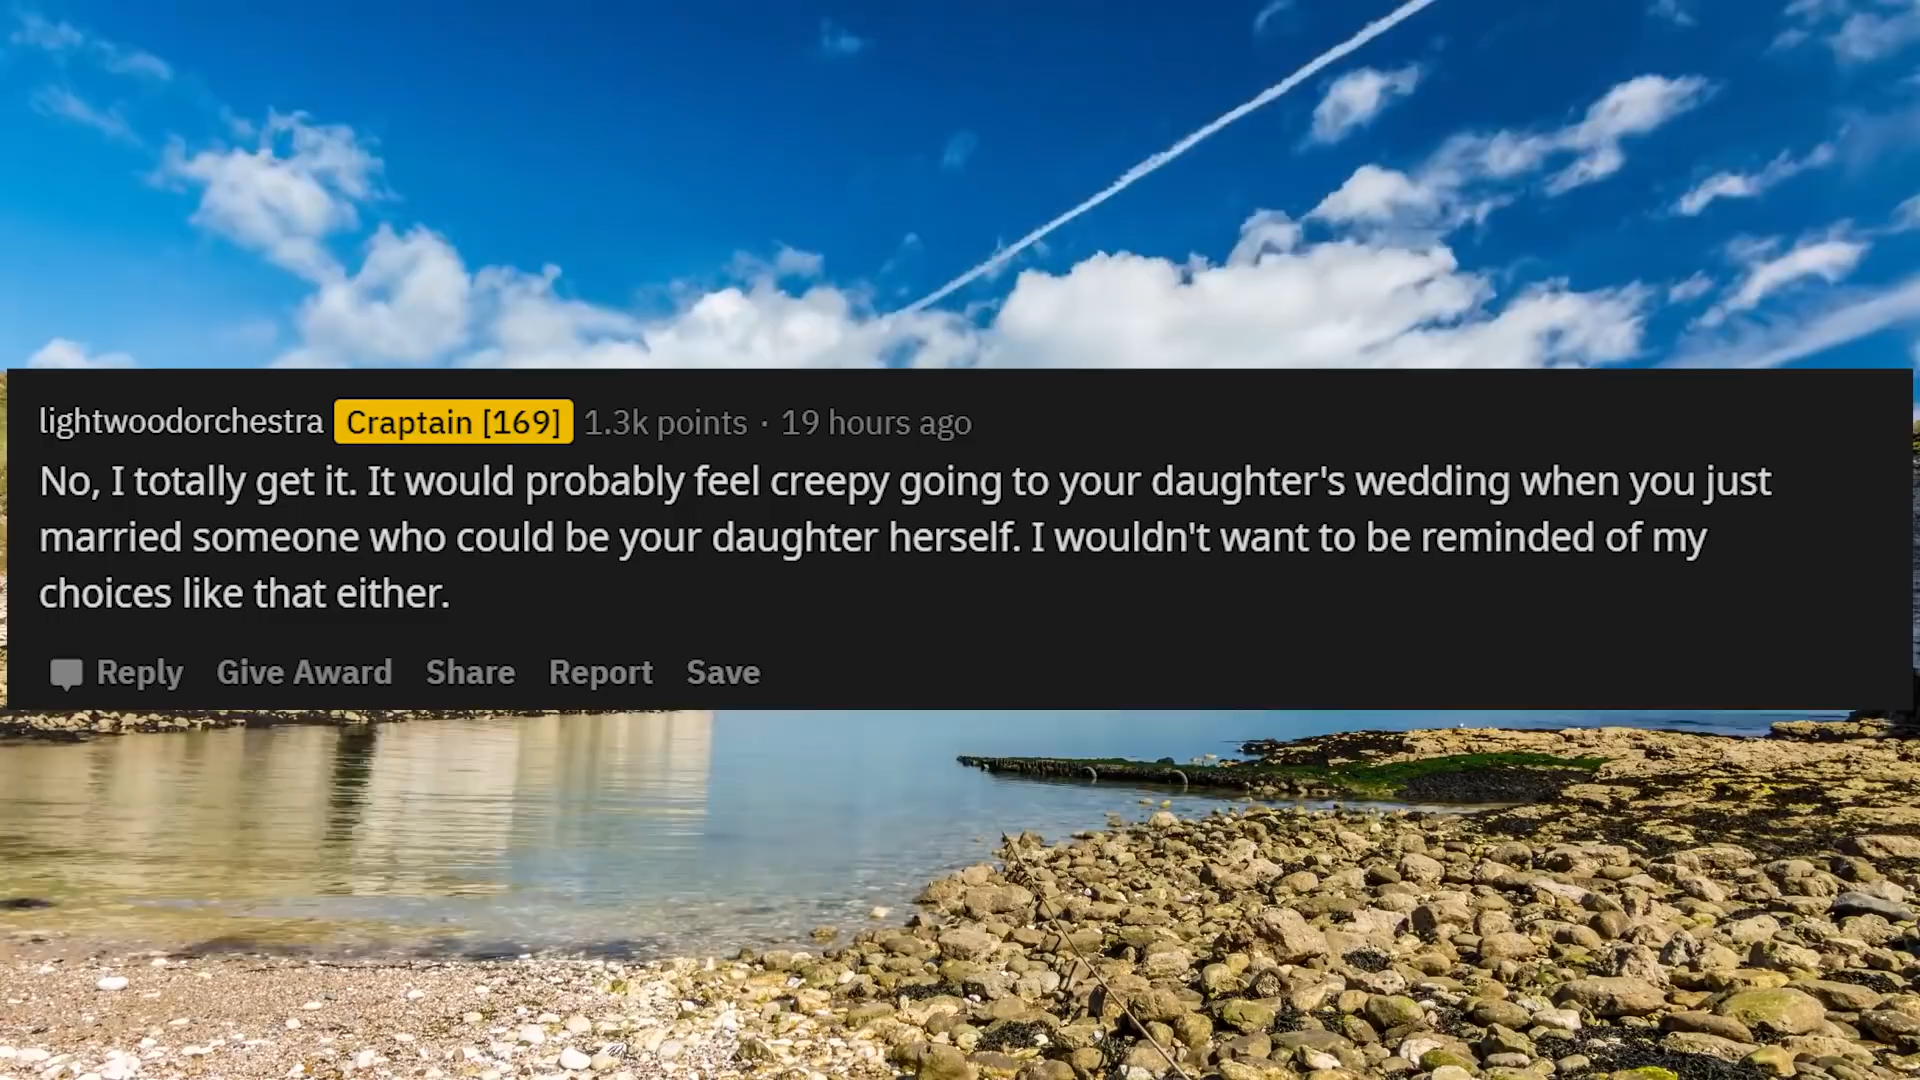 lightwoodorchestra Craptain [169] 1.3k points · 19 hours ago
No, I totally get it. It would probably feel creepy going to your daughter's wedding when you just
married someone who could be your daughter herself. I wouldn't want to be reminded of my
choices like that either.
Reply Give Award Share Report Save